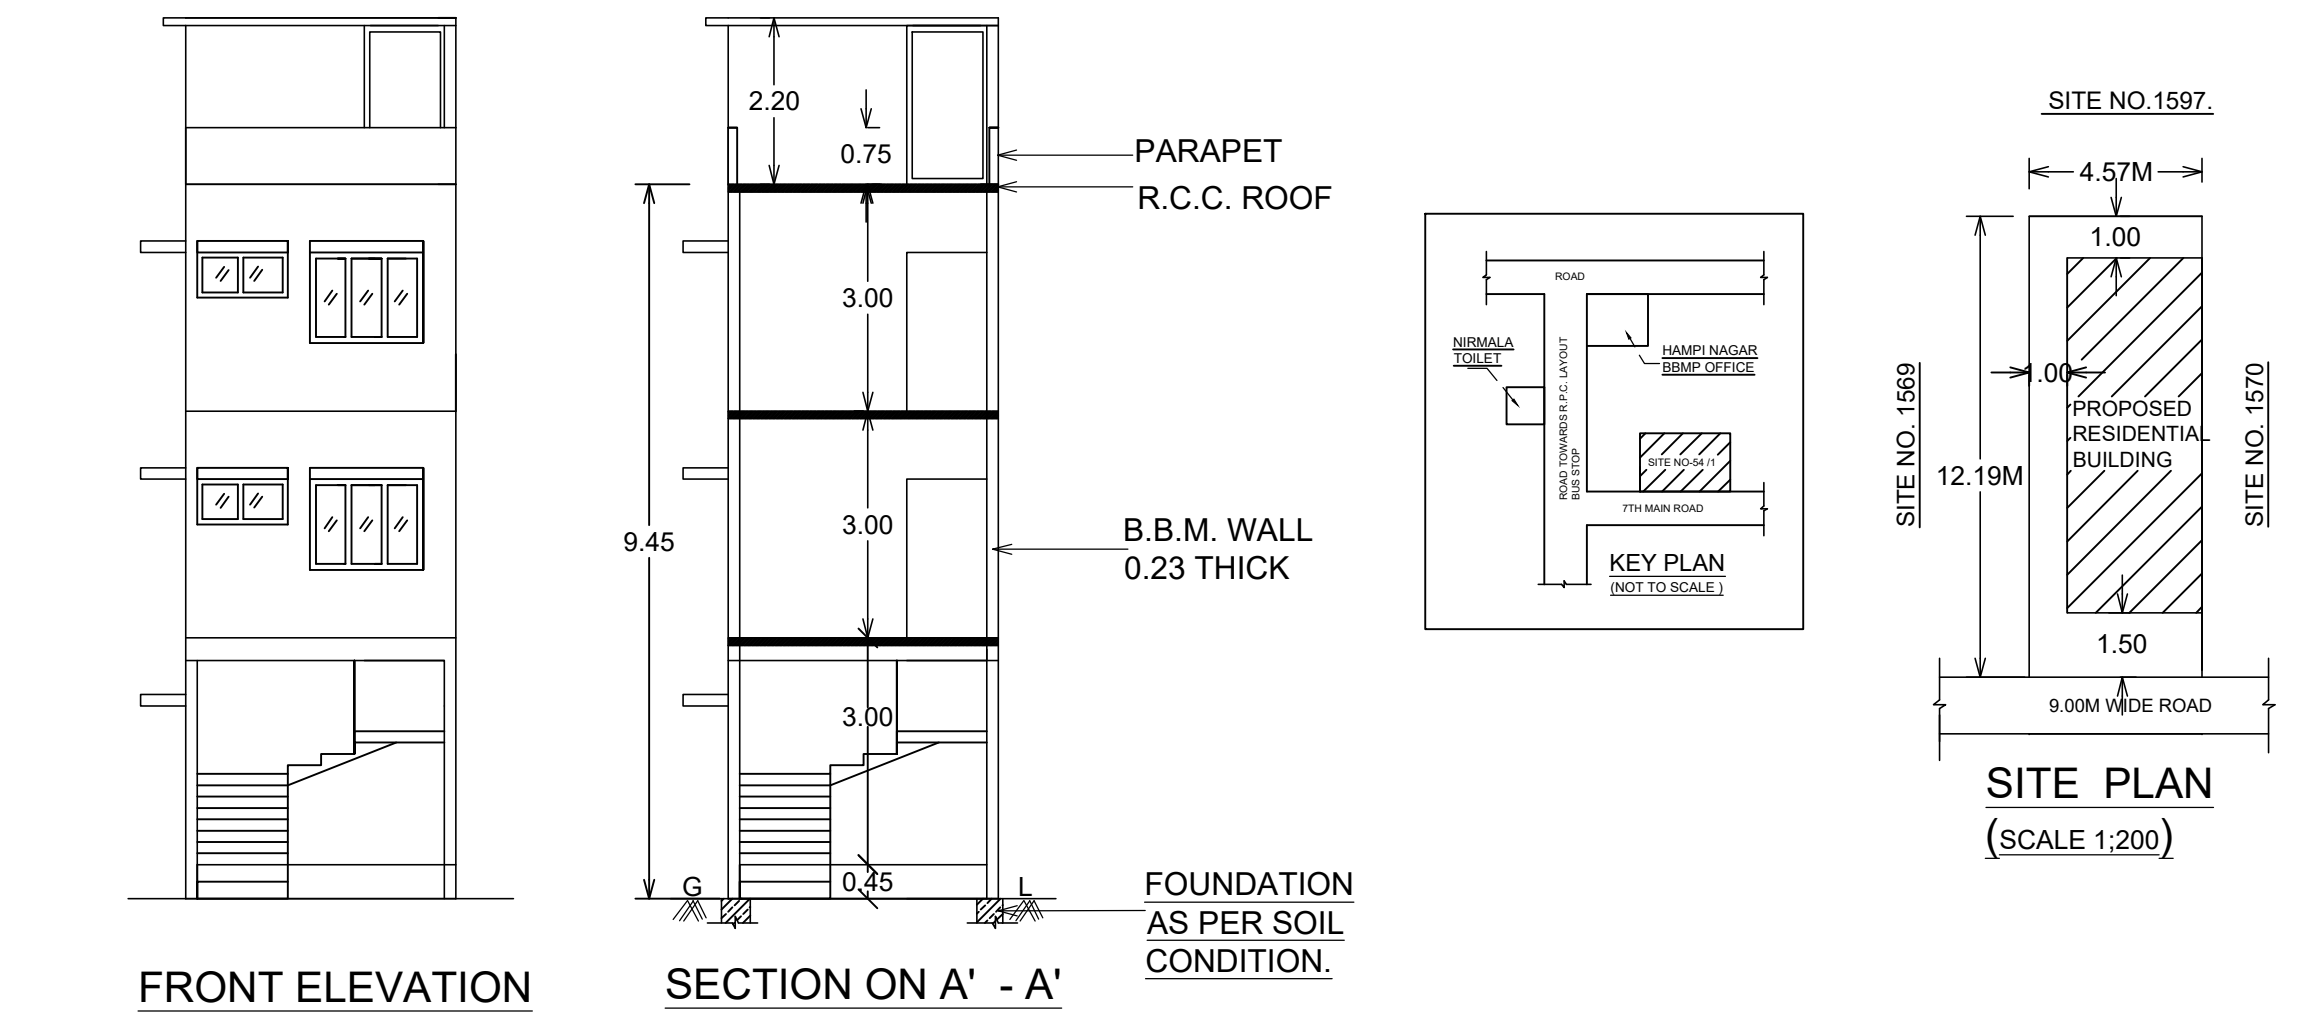 2.20
0.75
PARAPET
R.C.C. ROOF
3.00
3.00
9.45
B.B.M. WALL
0.23 THICK
3.00
0.45
G
L
FOUNDATION
AS PER SOIL
CONDITION.
FRONT ELEVATION
SECTION ON A' - A'
ROAD
NIRMALA
TOILET
HAMPI NAGAR
BBMP OFFICE
ROAD TOWARDS R.P.C. LAYOUT
BUS STOP
SITE NO-54 /1
7TH MAIN ROAD
KEY PLAN
(NOT TO SCALE )
SITE NO.1597.
4.57M
1.00
1.00
SITE NO. 1569
SITE NO. 1570
PROPOSED
RESIDENTIAL
BUILDING
12.19M
1.50
9.00M WIDE ROAD
SITE PLAN
(SCALE 1;200)